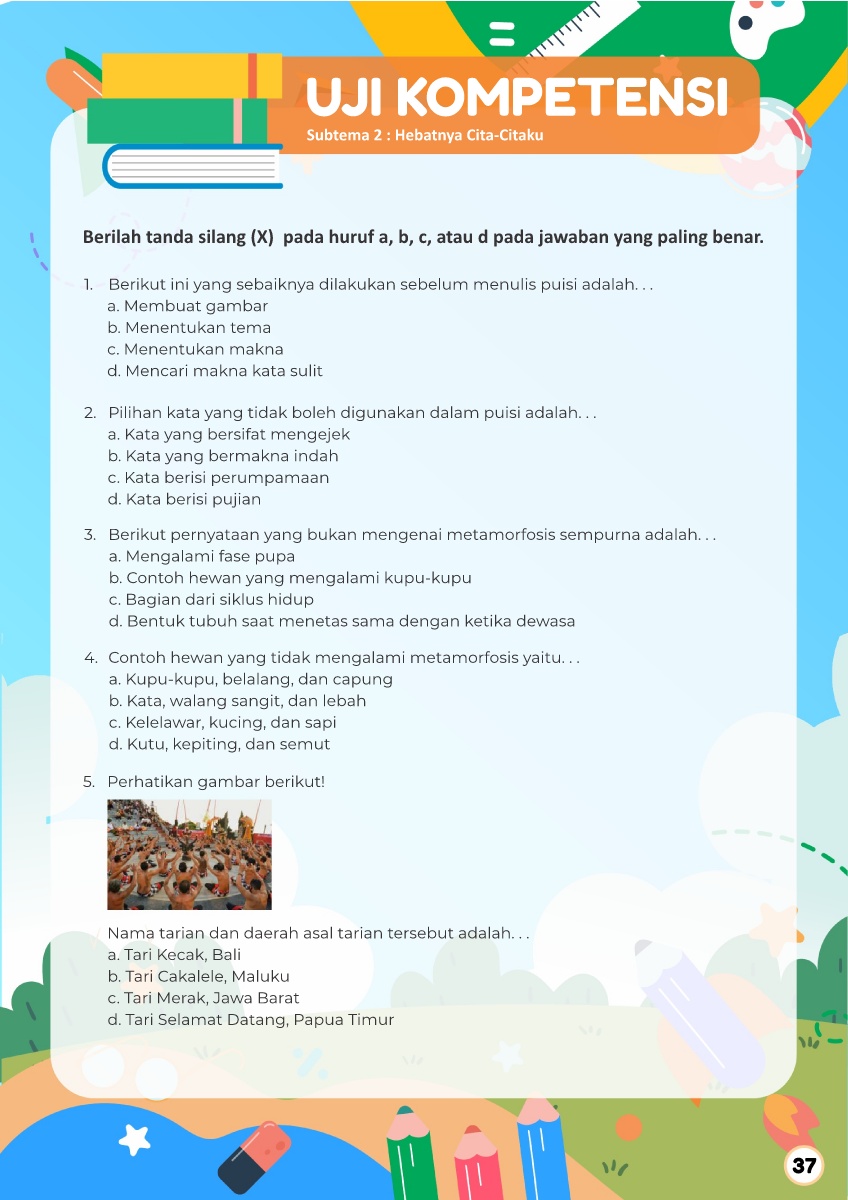 UJI KOMPETENSI
Subtema 2 : Hebatnya Cita-Citaku
Berilah tanda silang (X) pada huruf a, b, c, atau d pada jawaban yang paling benar.
1. Berikut ini yang sebaiknya dilakukan sebelum menulis puisi adalah. . .
a. Membuat gambar
b. Menentukan tema
c. Menentukan makna
d. Mencari makna kata sulit
2. Pilihan kata yang tidak boleh digunakan dalam puisi adalah. . .
a. Kata yang bersifat mengejek
b. Kata yang bermakna indah
c. Kata berisi perumpamaan
d. Kata berisi pujian
3. Berikut pernyataan yang bukan mengenai metamorfosis sempurna adalah. . .
a. Mengalami fase pupa
b. Contoh hewan yang mengalami kupu-kupu
c. Bagian dari siklus hidup
d. Bentuk tubuh saat menetas sama dengan ketika dewasa
4. Contoh hewan yang tidak mengalami metamorfosis yaitu. . .
a. Kupu-kupu, belalang, dan capung
b. Kata, walang sangit, dan lebah
c. Kelelawar, kucing, dan sapi
d. Kutu, kepiting, dan semut
5. Perhatikan gambar berikut!
Nama tarian dan daerah asal tarian tersebut adalah. . .
a. Tari Kecak, Bali
b. Tari Cakalele, Maluku
c. Tari Merak, Jawa Barat
d. Tari Selamat Datang, Papua Timur
37